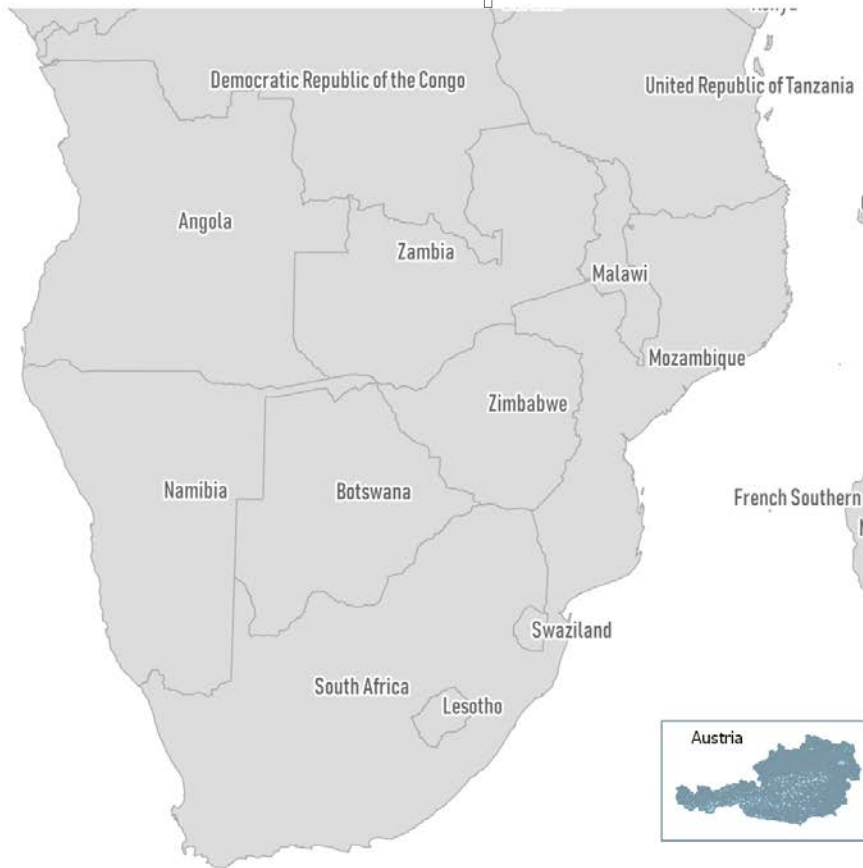 Democratic Republic of the Congo
United Republic of Tanzania
Angola
Zambia
Malawi
Mozambique
Zimbabwe
Namibia
Botswana
French Southern
Swaziland
South Africa
Lesotho
Austria